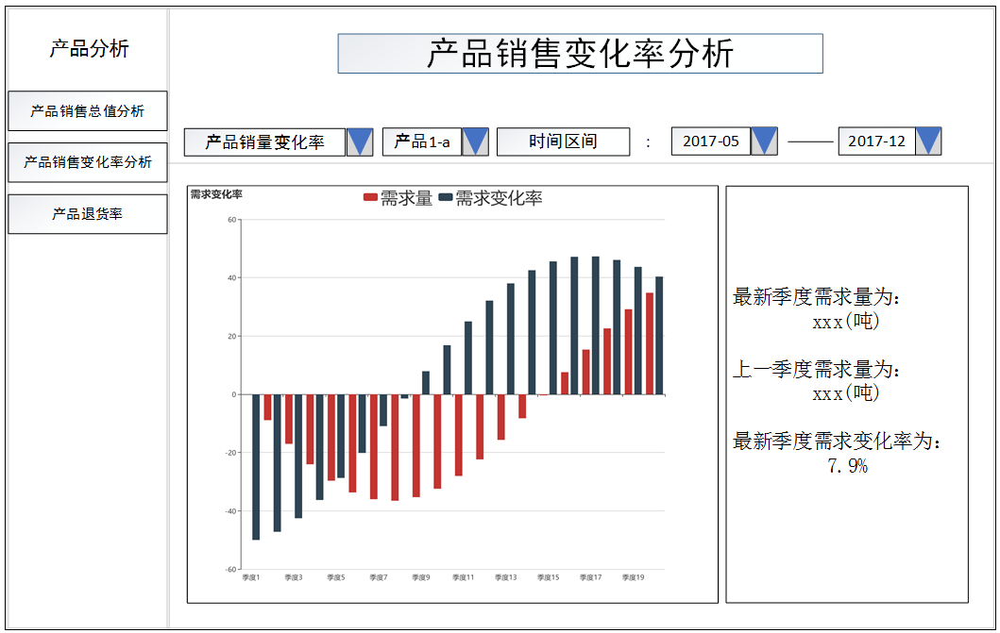 产品分析
产品销售变化率分析
产品销售总值分析
产品销售变化率分析
产品退货率
产品销量变化率
产品1-a
时间区间
:
2017-05
2017-12
需求变化率
需求量
需求变化率
60
40
20
0
-20
-40
-60
季度1
季度3
季度5
季度7
季度9
季度11
季度13
季度15
季度17
季度19
最新季度需求量为:
xxx(吨)
上一季度需求量为:
xxx(吨)
最新季度需求变化率为:
7.9%